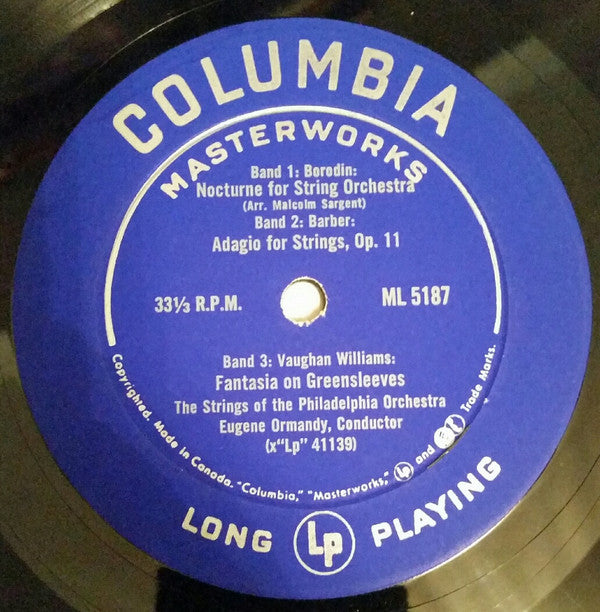 COLUMBIA
MASTERWORKS
Band 1: Borodin:
Nocturne for String Orchestra
(Arr. Malcolm Sargent)
Band 2: Barber:
Adagio for Strings, Op. 11
33⅓ R.P.M.
ML 5187
Band 3: Vaughan Williams:
Fantasia on Greensleeves
The Strings of the Philadelphia Orchestra
Eugene Ormandy, Conductor
(x“Lp” 41139)
Copyrighted. Made in Canada. “Columbia,” “Masterworks,” Lp and Trade Marks.
LONG Lp PLAYING